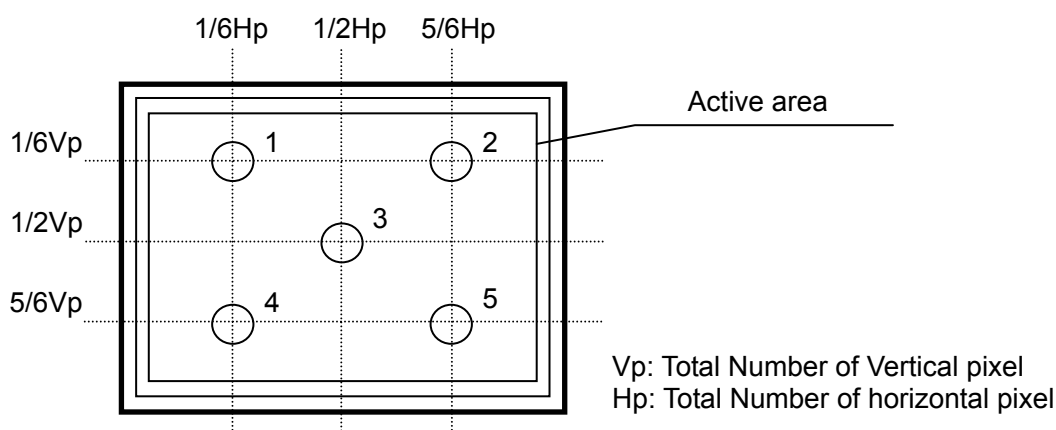 1/6Hp 1/2Hp 5/6Hp
Active area
1/6Vp 1 2
1/2Vp 3
5/6Vp 4 5
Vp: Total Number of Vertical pixel
Hp: Total Number of horizontal pixel